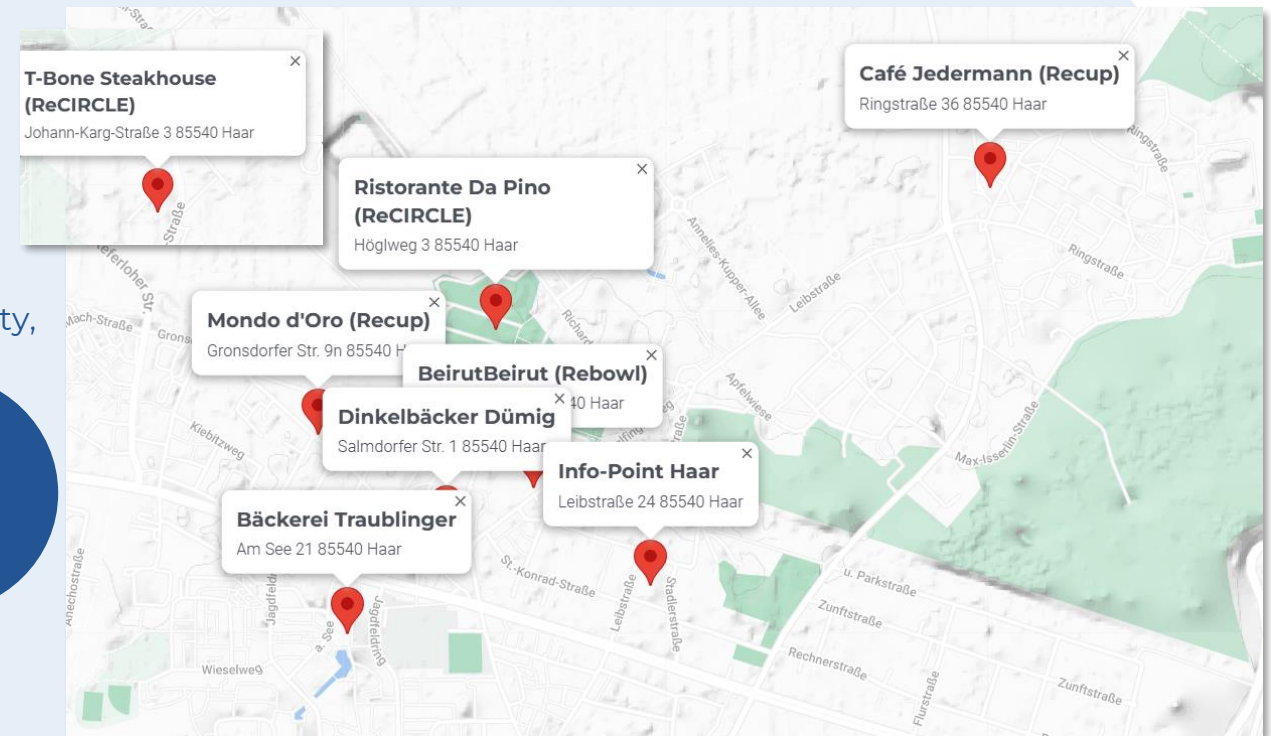 T-Bone Steakhouse
(ReCIRCLE)
Johann-Karg-Straße 3 85540 Haar
Café Jedermann (Recup)
Ringstraße 36 85540 Haar
Ristorante Da Pino
(ReCIRCLE)
Höglweg 3 85540 Haar
Mondo d'Oro (Recup)
Gronsdorfer Str. 9n 85540
BeirutBeirut (Rebowl)
Haar
Dinkelbäcker Dümig
Salmdorfer Str. 1 85540 Haar
Info-Point Haar
Leibstraße 24 85540 Haar
Bäckerei Traublinger
Am See 21 85540 Haar
ty,
Ringstraße
Ringstraße
Annelies-Kupper-Allee
Leibstraße
Apfelwiese
Max-Isserlin-Straße
Kiebitzweg
St.-Konrad-Straße
Leibstraße
Stadlerstraße
u. Parkstraße
Zunftstraße
Rechnerstraße
Zunftstraße
Flurstraße
Jagdfeldring
a. See
Wieselweg